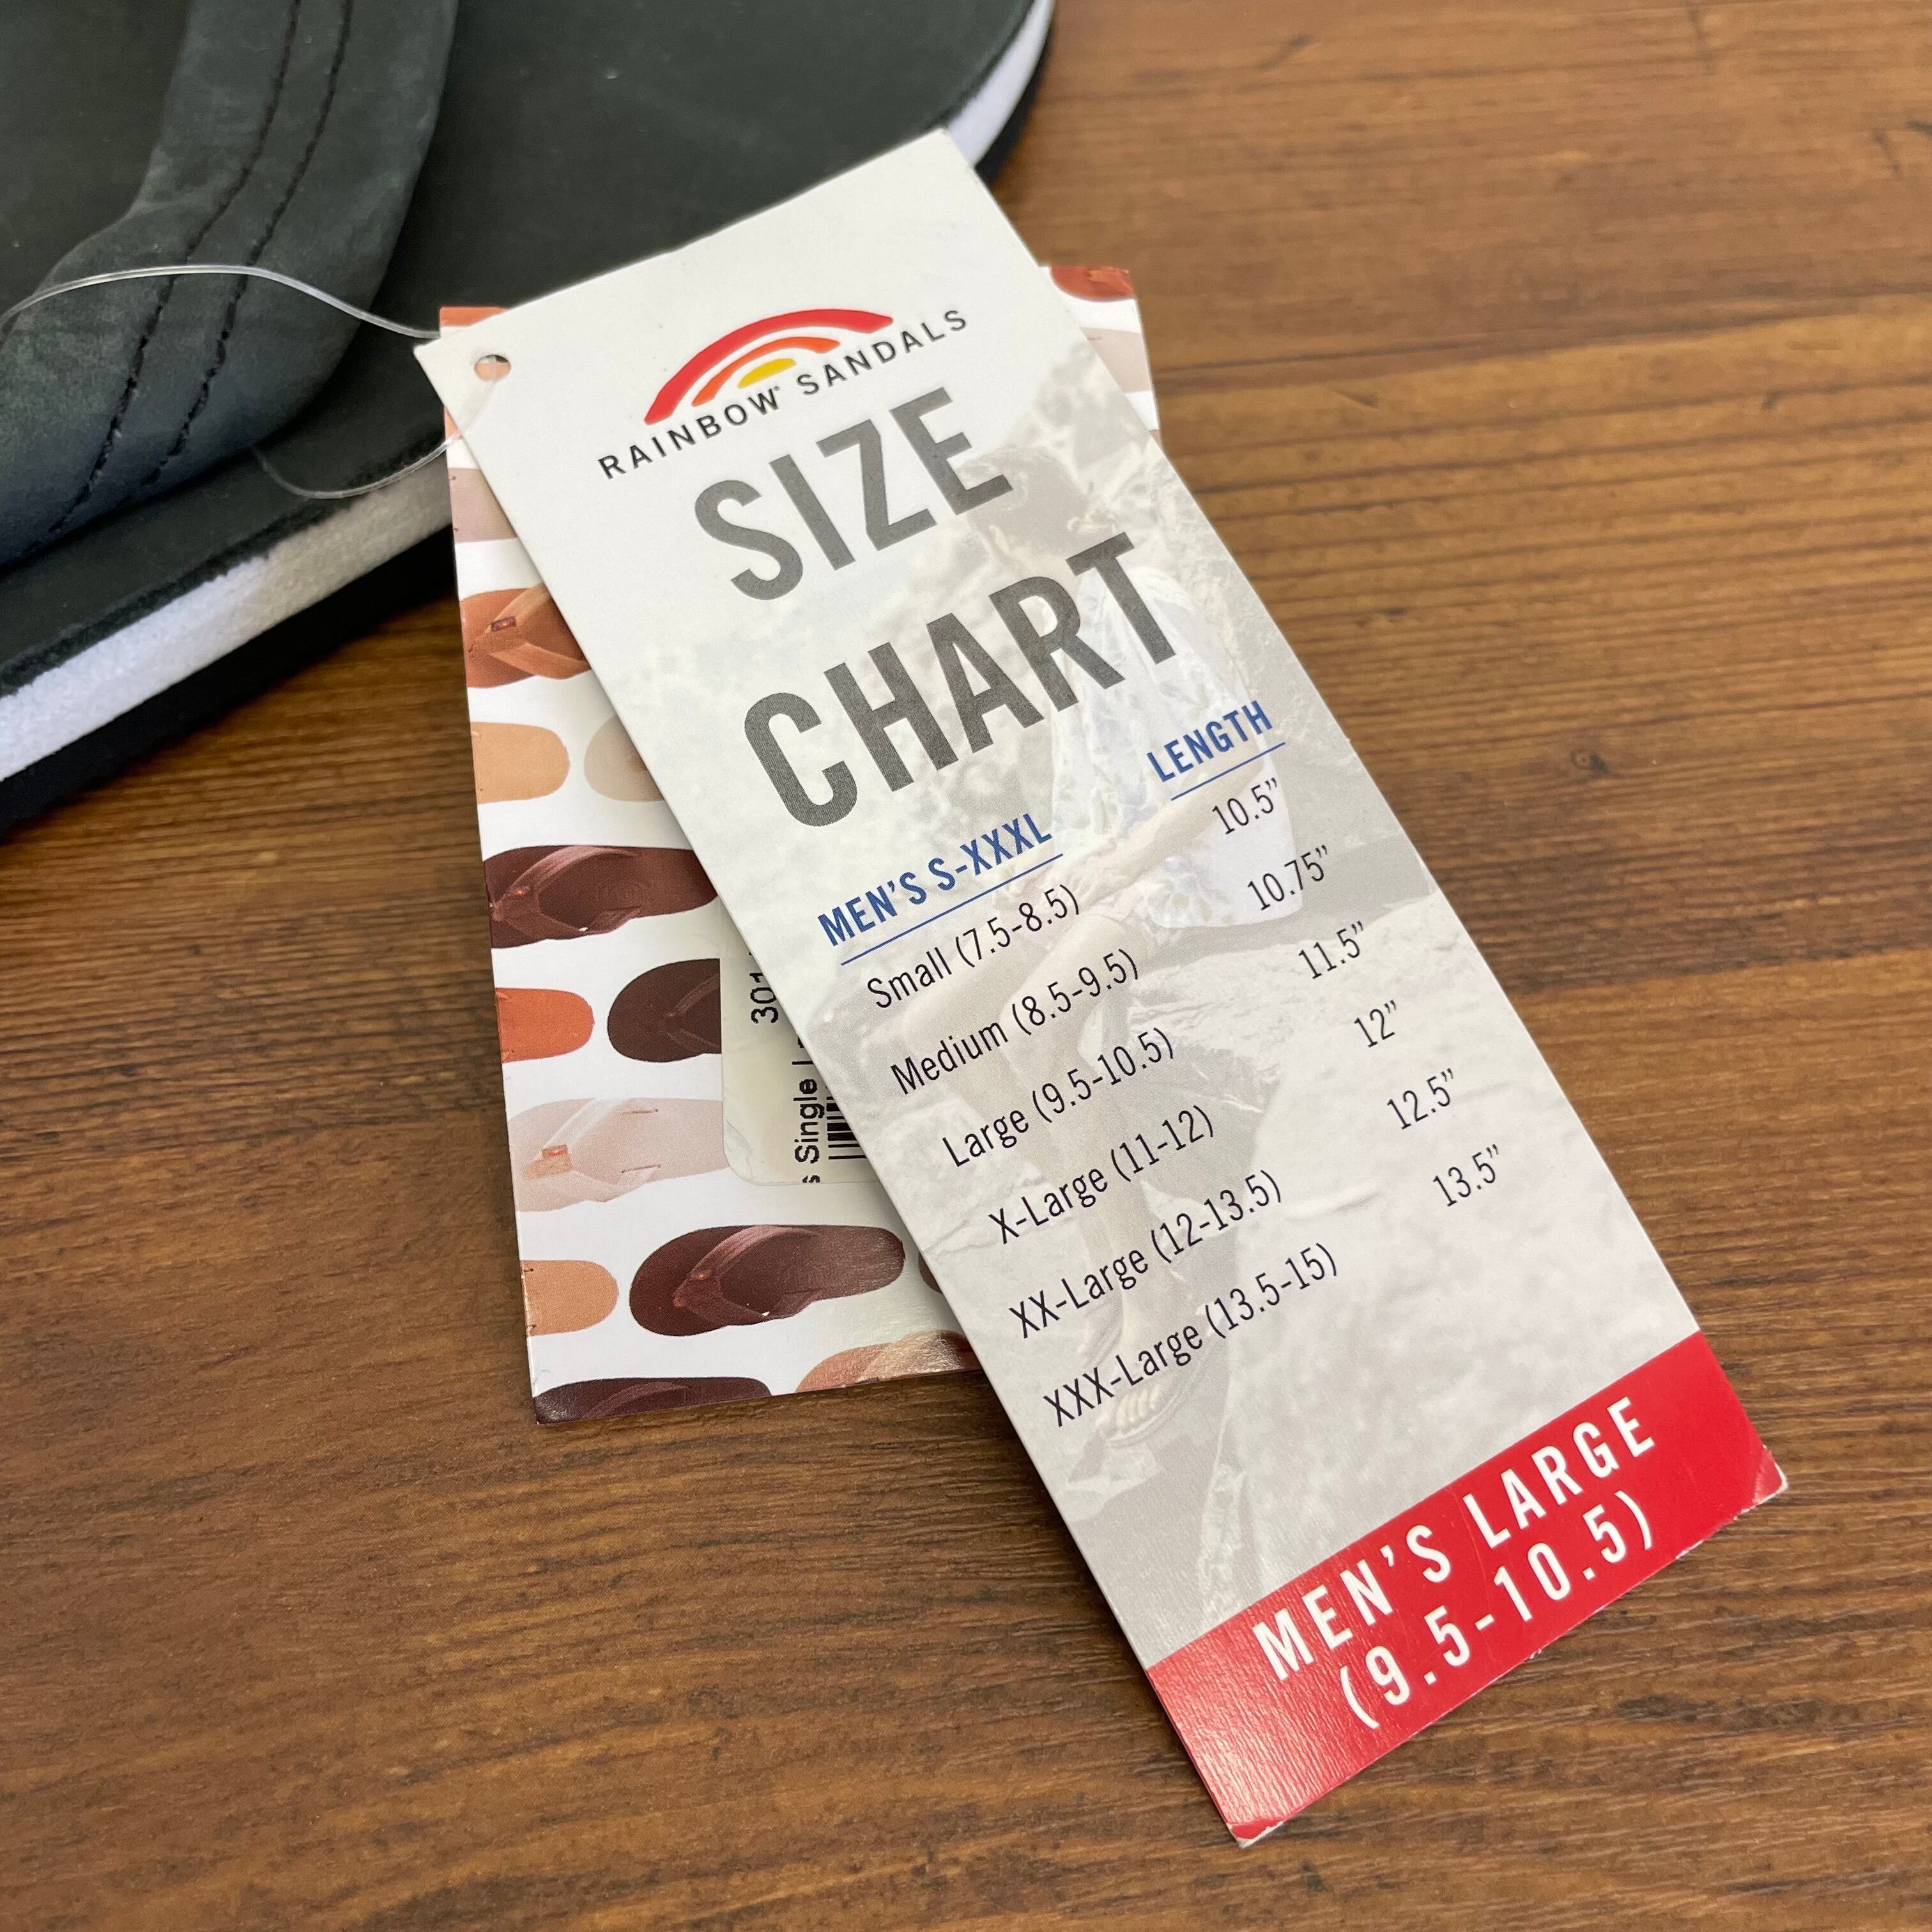 RAINBOW® SANDALS
SIZE
CHART
MEN'S S-XXXL LENGTH
Small (7.5-8.5) 10.5"
Medium (8.5-9.5) 10.75"
Large (9.5-10.5) 11.5"
X-Large (11-12) 12"
XX-Large (12-13.5) 12.5"
XXX-Large (13.5-15) 13.5"
MEN'S LARGE
(9.5-10.5)
301
s Single L